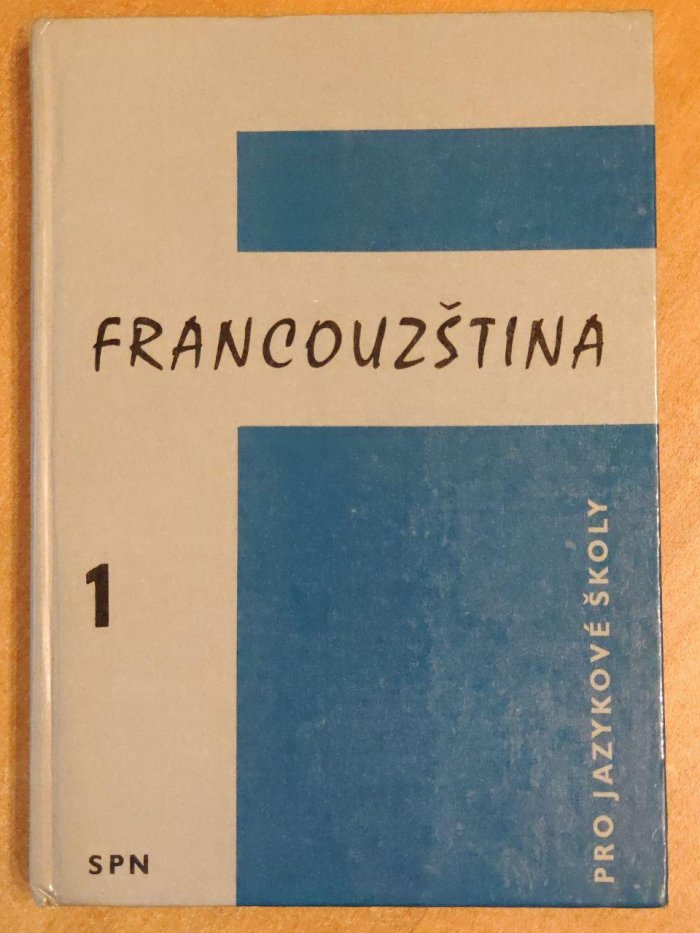 FRANCOUZŠTINA
1
PRO JAZYKOVÉ ŠKOLY
SPN